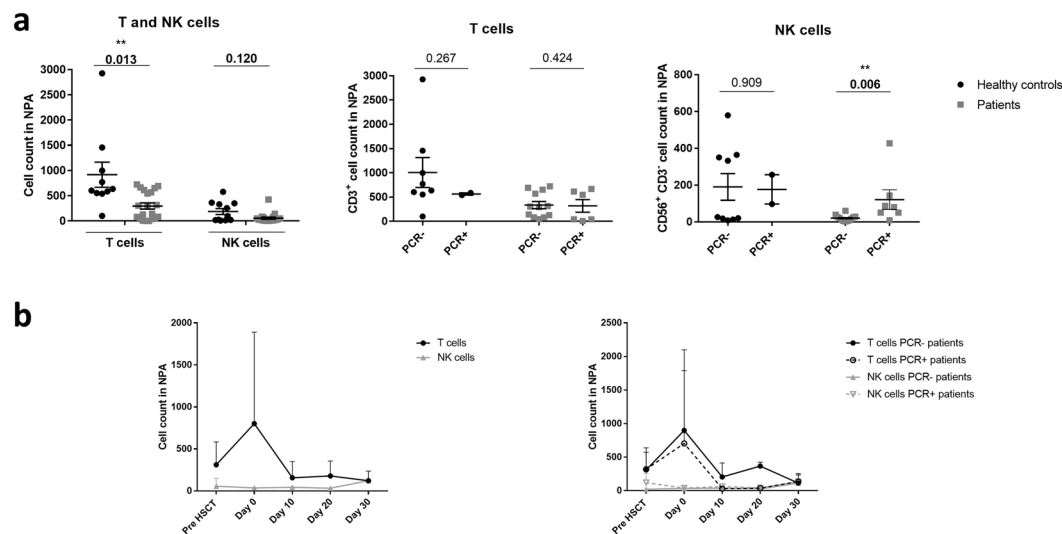 a
T and NK cells
**
0.013
0.120
Cell count in NPA
3000
2500
2000
1500
1000
500
0
T cells
NK cells
T cells
0.267
0.424
CD3⁺ cell count in NPA
3000
2500
2000
1500
1000
500
0
PCR-
PCR+
PCR-
PCR+
NK cells
**
0.909
0.006
CD56⁺ CD3⁻ cell count in NPA
800
600
400
200
0
PCR-
PCR+
PCR-
PCR+
Healthy controls
Patients
b
Cell count in NPA
2000
1500
1000
500
0
Pre HSCT
Day 0
Day 10
Day 20
Day 30
T cells
NK cells
Cell count in NPA
2500
2000
1500
1000
500
0
Pre HSCT
Day 0
Day 10
Day 20
Day 30
T cells PCR- patients
T cells PCR+ patients
NK cells PCR- patients
NK cells PCR+ patients